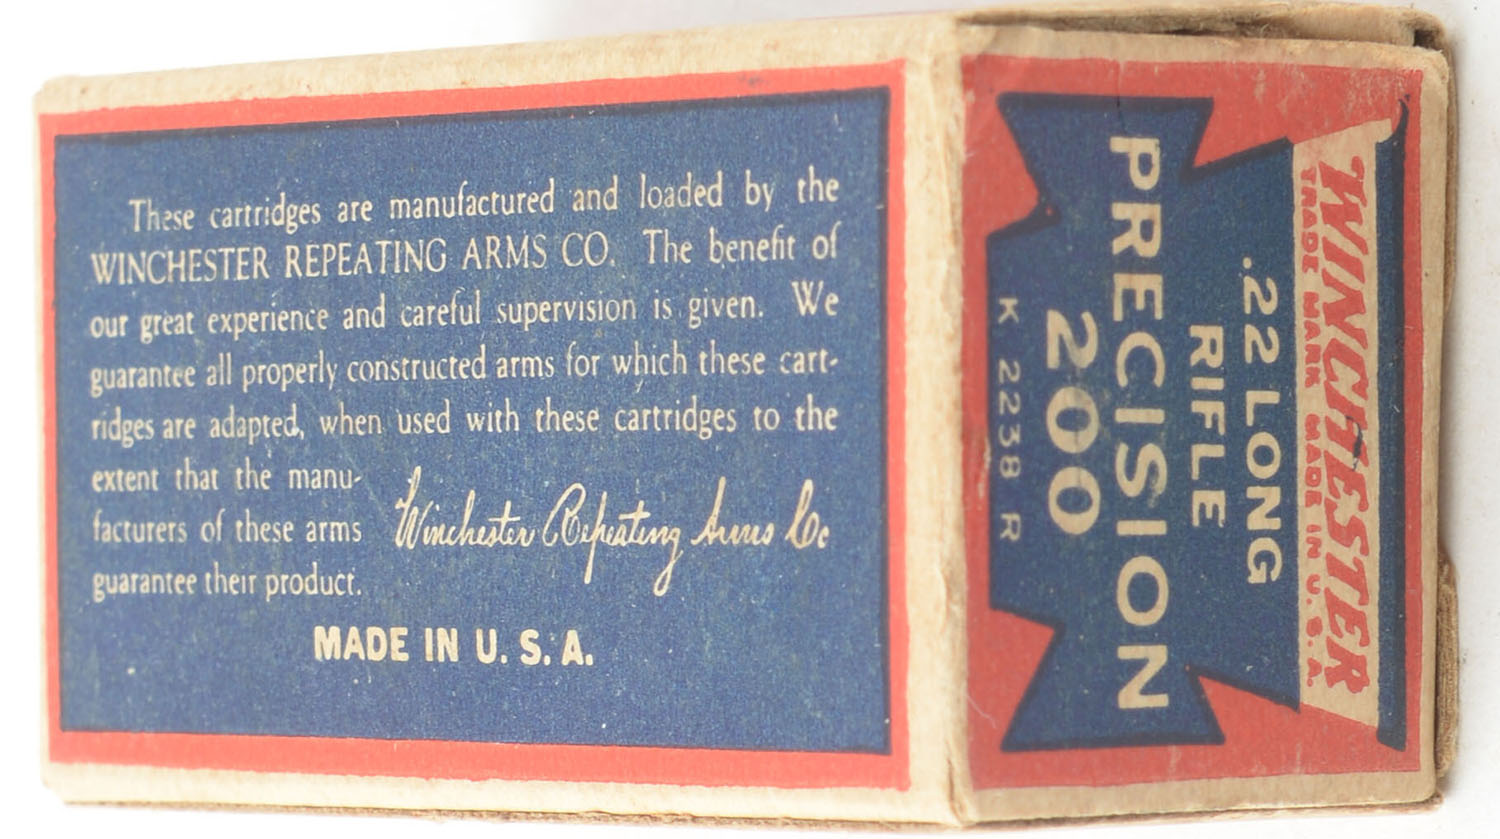 These cartridges are manufactured and loaded by the
WINCHESTER REPEATING ARMS CO. The benefit of
our great experience and careful supervision is given. We
guarantee all properly constructed arms for which these cart-
ridges are adapted, when used with these cartridges to the
extent that the manu-
facturers of these arms
guarantee their product.
Winchester Repeating Arms Co
MADE IN U. S. A.
WINCHESTER
TRADE MARK MADE IN U.S.A.
.22 LONG
RIFLE
PRECISION
200
K 2238 R